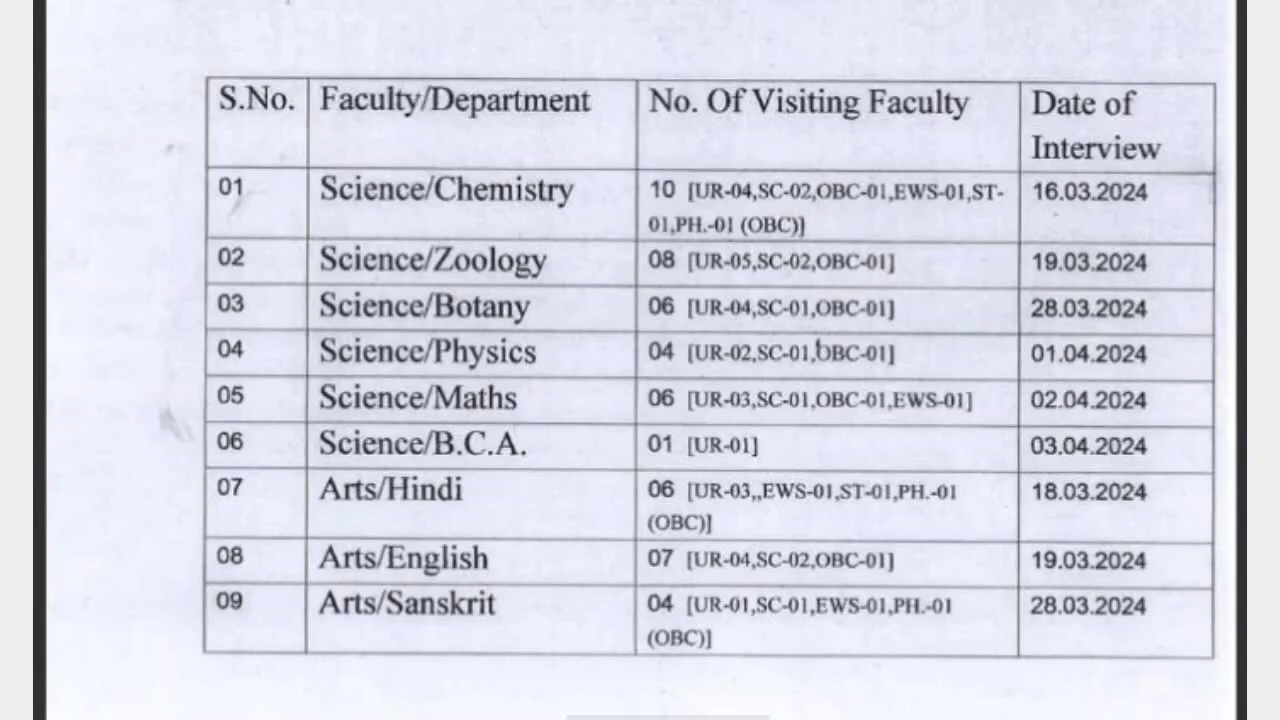 S.No. Faculty/Department No. Of Visiting Faculty Date of
Interview
01 Science/Chemistry 10 [UR-04,SC-02,OBC-01,EWS-01,ST-
01,PH.-01 (OBC)] 16.03.2024
02 Science/Zoology 08 [UR-05,SC-02,OBC-01] 19.03.2024
03 Science/Botany 06 [UR-04,SC-01,OBC-01] 28.03.2024
04 Science/Physics 04 [UR-02,SC-01,OBC-01] 01.04.2024
05 Science/Maths 06 [UR-03,SC-01,OBC-01,EWS-01] 02.04.2024
06 Science/B.C.A. 01 [UR-01] 03.04.2024
07 Arts/Hindi 06 [UR-03,,EWS-01,ST-01,PH.-01
(OBC)] 18.03.2024
08 Arts/English 07 [UR-04,SC-02,OBC-01] 19.03.2024
09 Arts/Sanskrit 04 [UR-01,SC-01,EWS-01,PH.-01
(OBC)] 28.03.2024